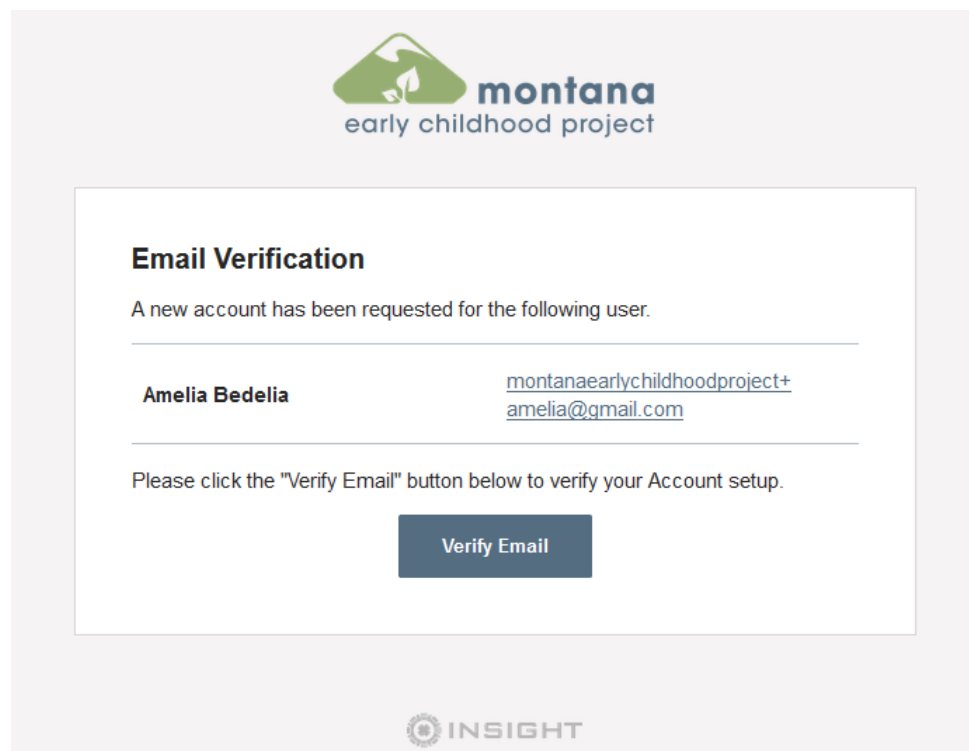 montana
early childhood project
Email Verification
A new account has been requested for the following user.
Amelia Bedelia
montanaearlychildhoodproject+
amelia@gmail.com
Please click the "Verify Email" button below to verify your Account setup.
Verify Email
INSIGHT